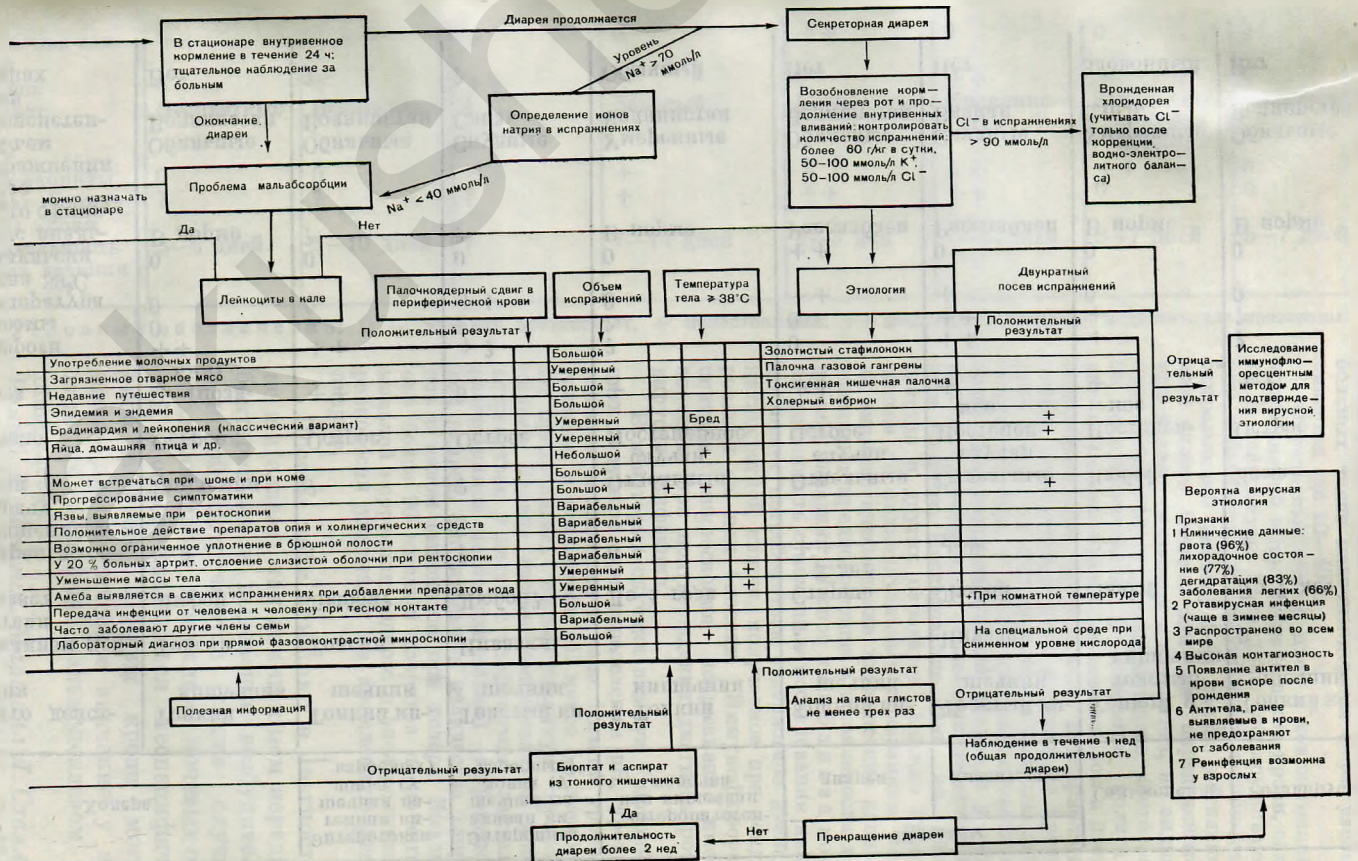 Диарея продолжается
В стационаре внутривенное
кормление в течение 24 ч;
тщательное наблюдение за
больным
Уровень
Na⁺ > 70
ммоль/л
Секреторная диарея
Окончание
диареи
Определение ионов
натрия в испражнениях
Возобновление корм—
ления через рот и про—
должение внутривенных
вливаний; контролировать
количество испражнений:
более 60 г/кг в сутки,
50–100 ммоль/л K⁺,
50–100 ммоль/л Cl⁻
Cl⁻ в испражнениях
> 90 ммоль/л
Врожденная
хлоридорея
(учитывать Cl⁻
только после
коррекции
водно-электро—
литного балан—
са)
Проблема мальабсорбции
Na⁺ < 40 ммоль/л
можно назначать
в стационаре
Да
Нет
Лейкоциты в кале
Палочкоядерный сдвиг в
периферической крови
Объем
испражнений
Температура
тела ≥ 38°C
Этиология
Двукратный
посев испражнений
Положительный результат
Положительный
результат
Употребление молочных продуктов Большой Золотистый стафилококк
Загрязненное отварное мясо Умеренный Палочка газовой гангрены
Недавние путешествия Большой Токсигенная кишечная палочка
Эпидемия и эндемия Большой Холерный вибрион
Брадикардия и лейкопения (классический вариант) Умеренный Бред +
Яйца, домашняя птица и др. Умеренный +
Небольшой +
Может встречаться при шоке и при коме Большой
Прогрессирование симптоматики Большой + + +
Язвы, выявляемые при ректоскопии Вариабельный
Положительное действие препаратов опия и холинергических средств Вариабельный
Возможно ограниченное уплотнение в брюшной полости Вариабельный
У 20 % больных артрит, отслоение слизистой оболочки при ректоскопии Вариабельный
Уменьшение массы тела Умеренный +
Амеба выявляется в свежих испражнениях при добавлении препаратов иода Умеренный +
Передача инфекции от человека к человеку при тесном контакте Большой +При комнатной температуре
Часто заболевают другие члены семьи Вариабельный
Лабораторный диагноз при прямой фазовоконтрастной микроскопии Большой + На специальной среде при
сниженном уровне кислорода
Отрица—
тельный
результат
Исследование
иммунофлю—
оресцентным
методом для
подтвержде—
ния вирусной
этиологии
Вероятна вирусная
этиология
Признаки
1 Клинические данные:
рвота (96%)
лихорадочное состоя —
ние (77%)
дегидратация (83%)
заболевания легких (66%)
2 Ротавирусная инфекция
(чаще в зимнее месяцы)
3 Распространено во всем
мире
4 Высокая контагиозность
5 Появление антител в
крови вскоре после
рождения
6 Антитела, ранее
выявляемые в крови,
не предохраняют
от заболевания
7 Реинфекция возможна
у взрослых
Полезная информация
Положительный
результат
Положительный результат
Анализ на яйца глистов
не менее трех раз
Отрицательный результат
Наблюдение в течение 1 нед
(общая продолжительность
диареи)
Отрицательный результат
Биоптат и аспират
из тонкого кишечника
Да
Продолжительность
диареи более 2 нед
Нет
Прекращение диареи